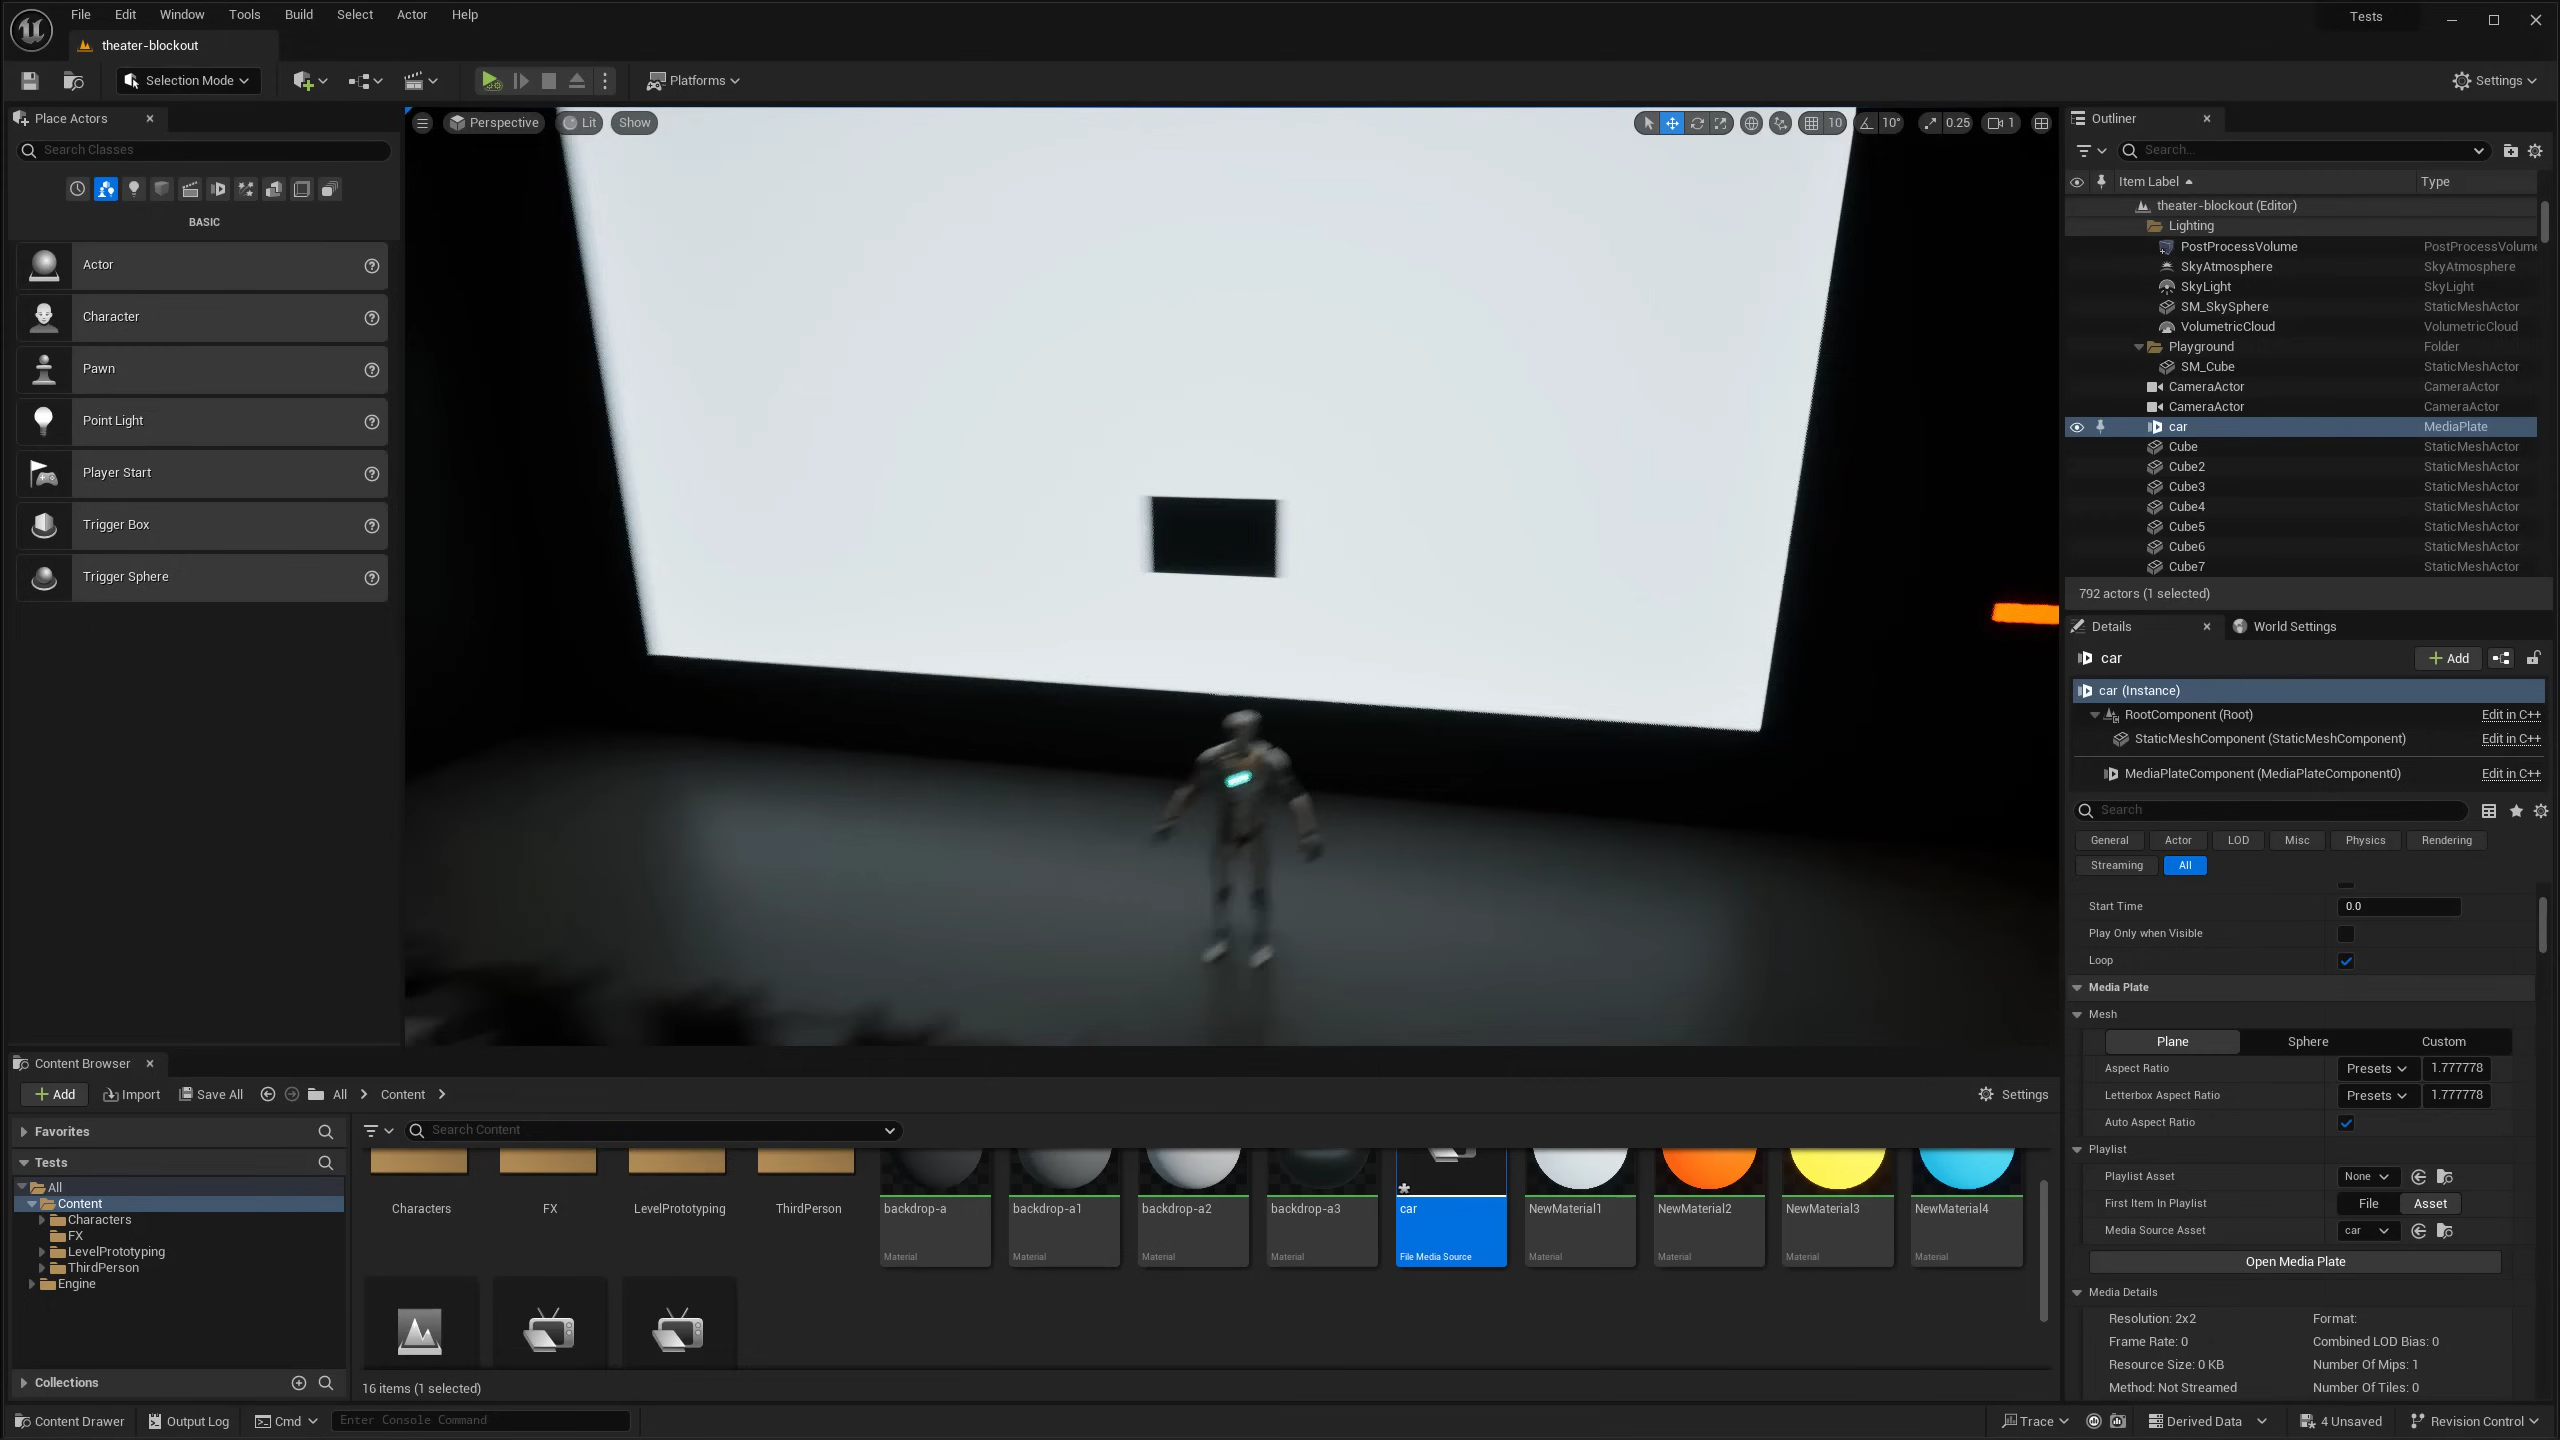 File Edit Window Tools Build Select Actor Help
Tests
theater-blockout
Selection Mode
Platforms
Settings
Place Actors
Search Classes
BASIC
Actor
Character
Pawn
Point Light
Player Start
Trigger Box
Trigger Sphere
Perspective Lit Show
10 10° 0.25 1
Outliner
Search...
Item Label Type
theater-blockout (Editor)
Lighting
PostProcessVolume PostProcessVolume
SkyAtmosphere SkyAtmosphere
SkyLight SkyLight
SM_SkySphere StaticMeshActor
VolumetricCloud VolumetricCloud
Playground Folder
SM_Cube StaticMeshActor
CameraActor CameraActor
CameraActor CameraActor
car MediaPlate
Cube StaticMeshActor
Cube2 StaticMeshActor
Cube3 StaticMeshActor
Cube4 StaticMeshActor
Cube5 StaticMeshActor
Cube6 StaticMeshActor
Cube7 StaticMeshActor
792 actors (1 selected)
Details World Settings
car Add
car (Instance)
RootComponent (Root) Edit in C++
StaticMeshComponent (StaticMeshComponent) Edit in C++
MediaPlateComponent (MediaPlateComponent0) Edit in C++
Search
General Actor LOD Misc Physics Rendering
Streaming All
Start Time 0.0
Play Only when Visible
Loop
Media Plate
Mesh
Plane Sphere Custom
Aspect Ratio Presets 1.777778
Letterbox Aspect Ratio Presets 1.777778
Auto Aspect Ratio
Playlist
Playlist Asset None
First Item In Playlist File Asset
Media Source Asset car
Open Media Plate
Media Details
Resolution: 2x2 Format:
Frame Rate: 0 Combined LOD Bias: 0
Resource Size: 0 KB Number Of Mips: 1
Method: Not Streamed Number Of Tiles: 0
Content Browser
Add Import Save All All Content Settings
Favorites
Search Content
Tests
All
Content
Characters
FX
LevelPrototyping
ThirdPerson
Engine
Collections
Characters FX LevelPrototyping ThirdPerson backdrop-a backdrop-a1 backdrop-a2 backdrop-a3 car NewMaterial1 NewMaterial2 NewMaterial3 NewMaterial4
Material Material Material Material File Media Source Material Material Material Material
16 items (1 selected)
Content Drawer Output Log Cmd Enter Console Command Trace Derived Data 4 Unsaved Revision Control